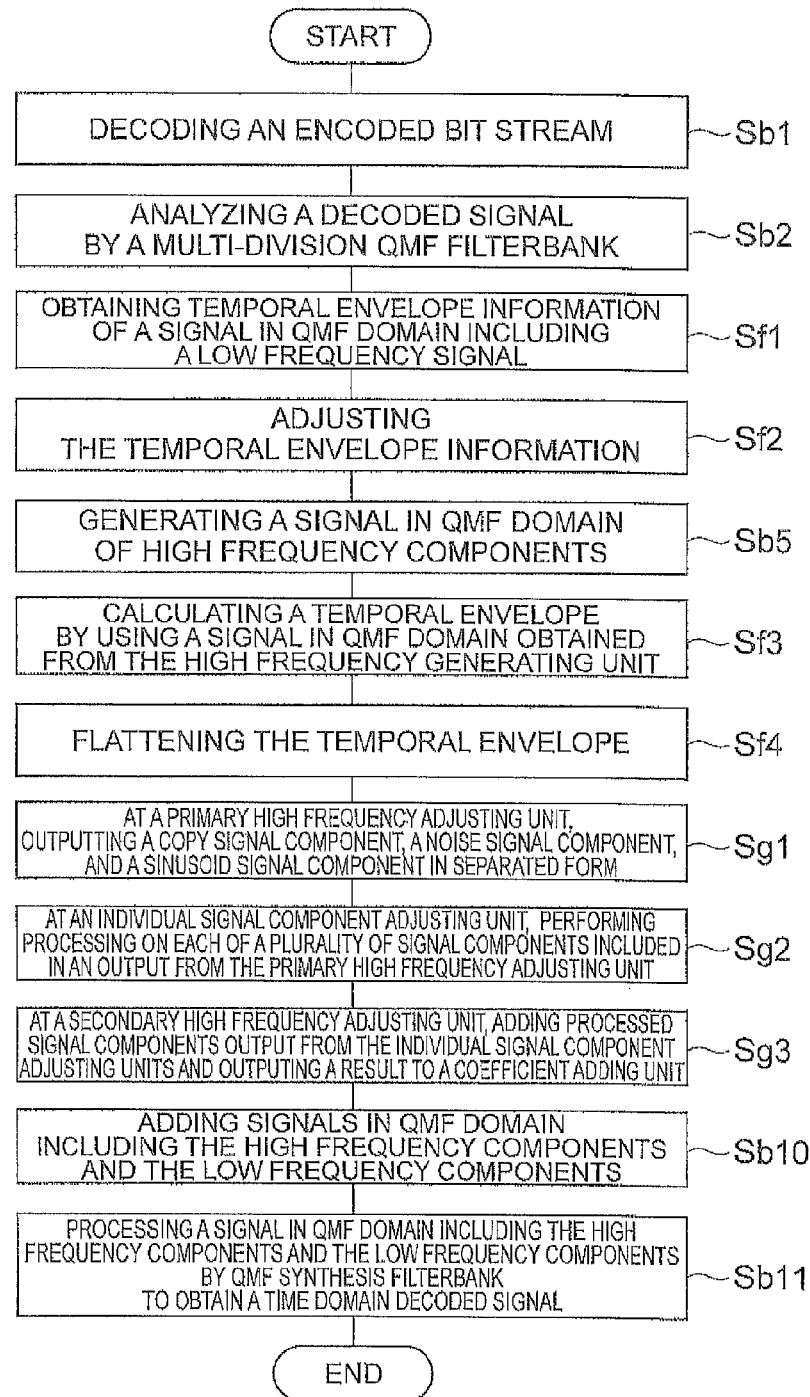 START
DECODING AN ENCODED BIT STREAM
Sb1
ANALYZING A DECODED SIGNAL
BY A MULTI-DIVISION QMF FILTERBANK
Sb2
OBTAINING TEMPORAL ENVELOPE INFORMATION
OF A SIGNAL IN QMF DOMAIN INCLUDING
A LOW FREQUENCY SIGNAL
Sf1
ADJUSTING
THE TEMPORAL ENVELOPE INFORMATION
Sf2
GENERATING A SIGNAL IN QMF DOMAIN
OF HIGH FREQUENCY COMPONENTS
Sb5
CALCULATING A TEMPORAL ENVELOPE
BY USING A SIGNAL IN QMF DOMAIN OBTAINED
FROM THE HIGH FREQUENCY GENERATING UNIT
Sf3
FLATTENING THE TEMPORAL ENVELOPE
Sf4
AT A PRIMARY HIGH FREQUENCY ADJUSTING UNIT,
OUTPUTTING A COPY SIGNAL COMPONENT, A NOISE SIGNAL COMPONENT,
AND A SINUSOID SIGNAL COMPONENT IN SEPARATED FORM
Sg1
AT AN INDIVIDUAL SIGNAL COMPONENT ADJUSTING UNIT, PERFORMING
PROCESSING ON EACH OF A PLURALITY OF SIGNAL COMPONENTS INCLUDED
IN AN OUTPUT FROM THE PRIMARY HIGH FREQUENCY ADJUSTING UNIT
Sg2
AT A SECONDARY HIGH FREQUENCY ADJUSTING UNIT, ADDING PROCESSED
SIGNAL COMPONENTS OUTPUT FROM THE INDIVIDUAL SIGNAL COMPONENT
ADJUSTING UNITS AND OUTPUTING A RESULT TO A COEFFICIENT ADDING UNIT
Sg3
ADDING SIGNALS IN QMF DOMAIN
INCLUDING THE HIGH FREQUENCY COMPONENTS
AND THE LOW FREQUENCY COMPONENTS
Sb10
PROCESSING A SIGNAL IN QMF DOMAIN INCLUDING THE HIGH
FREQUENCY COMPONENTS AND THE LOW FREQUENCY COMPONENTS
BY QMF SYNTHESIS FILTERBANK
TO OBTAIN A TIME DOMAIN DECODED SIGNAL
Sb11
END